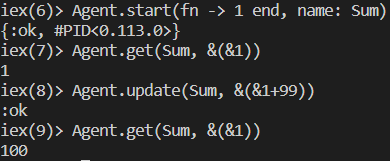 iex(6)> Agent.start(fn -> 1 end, name: Sum)
{:ok, #PID<0.113.0>}
iex(7)> Agent.get(Sum, &(&1))
1
iex(8)> Agent.update(Sum, &(&1+99))
:ok
iex(9)> Agent.get(Sum, &(&1))
100